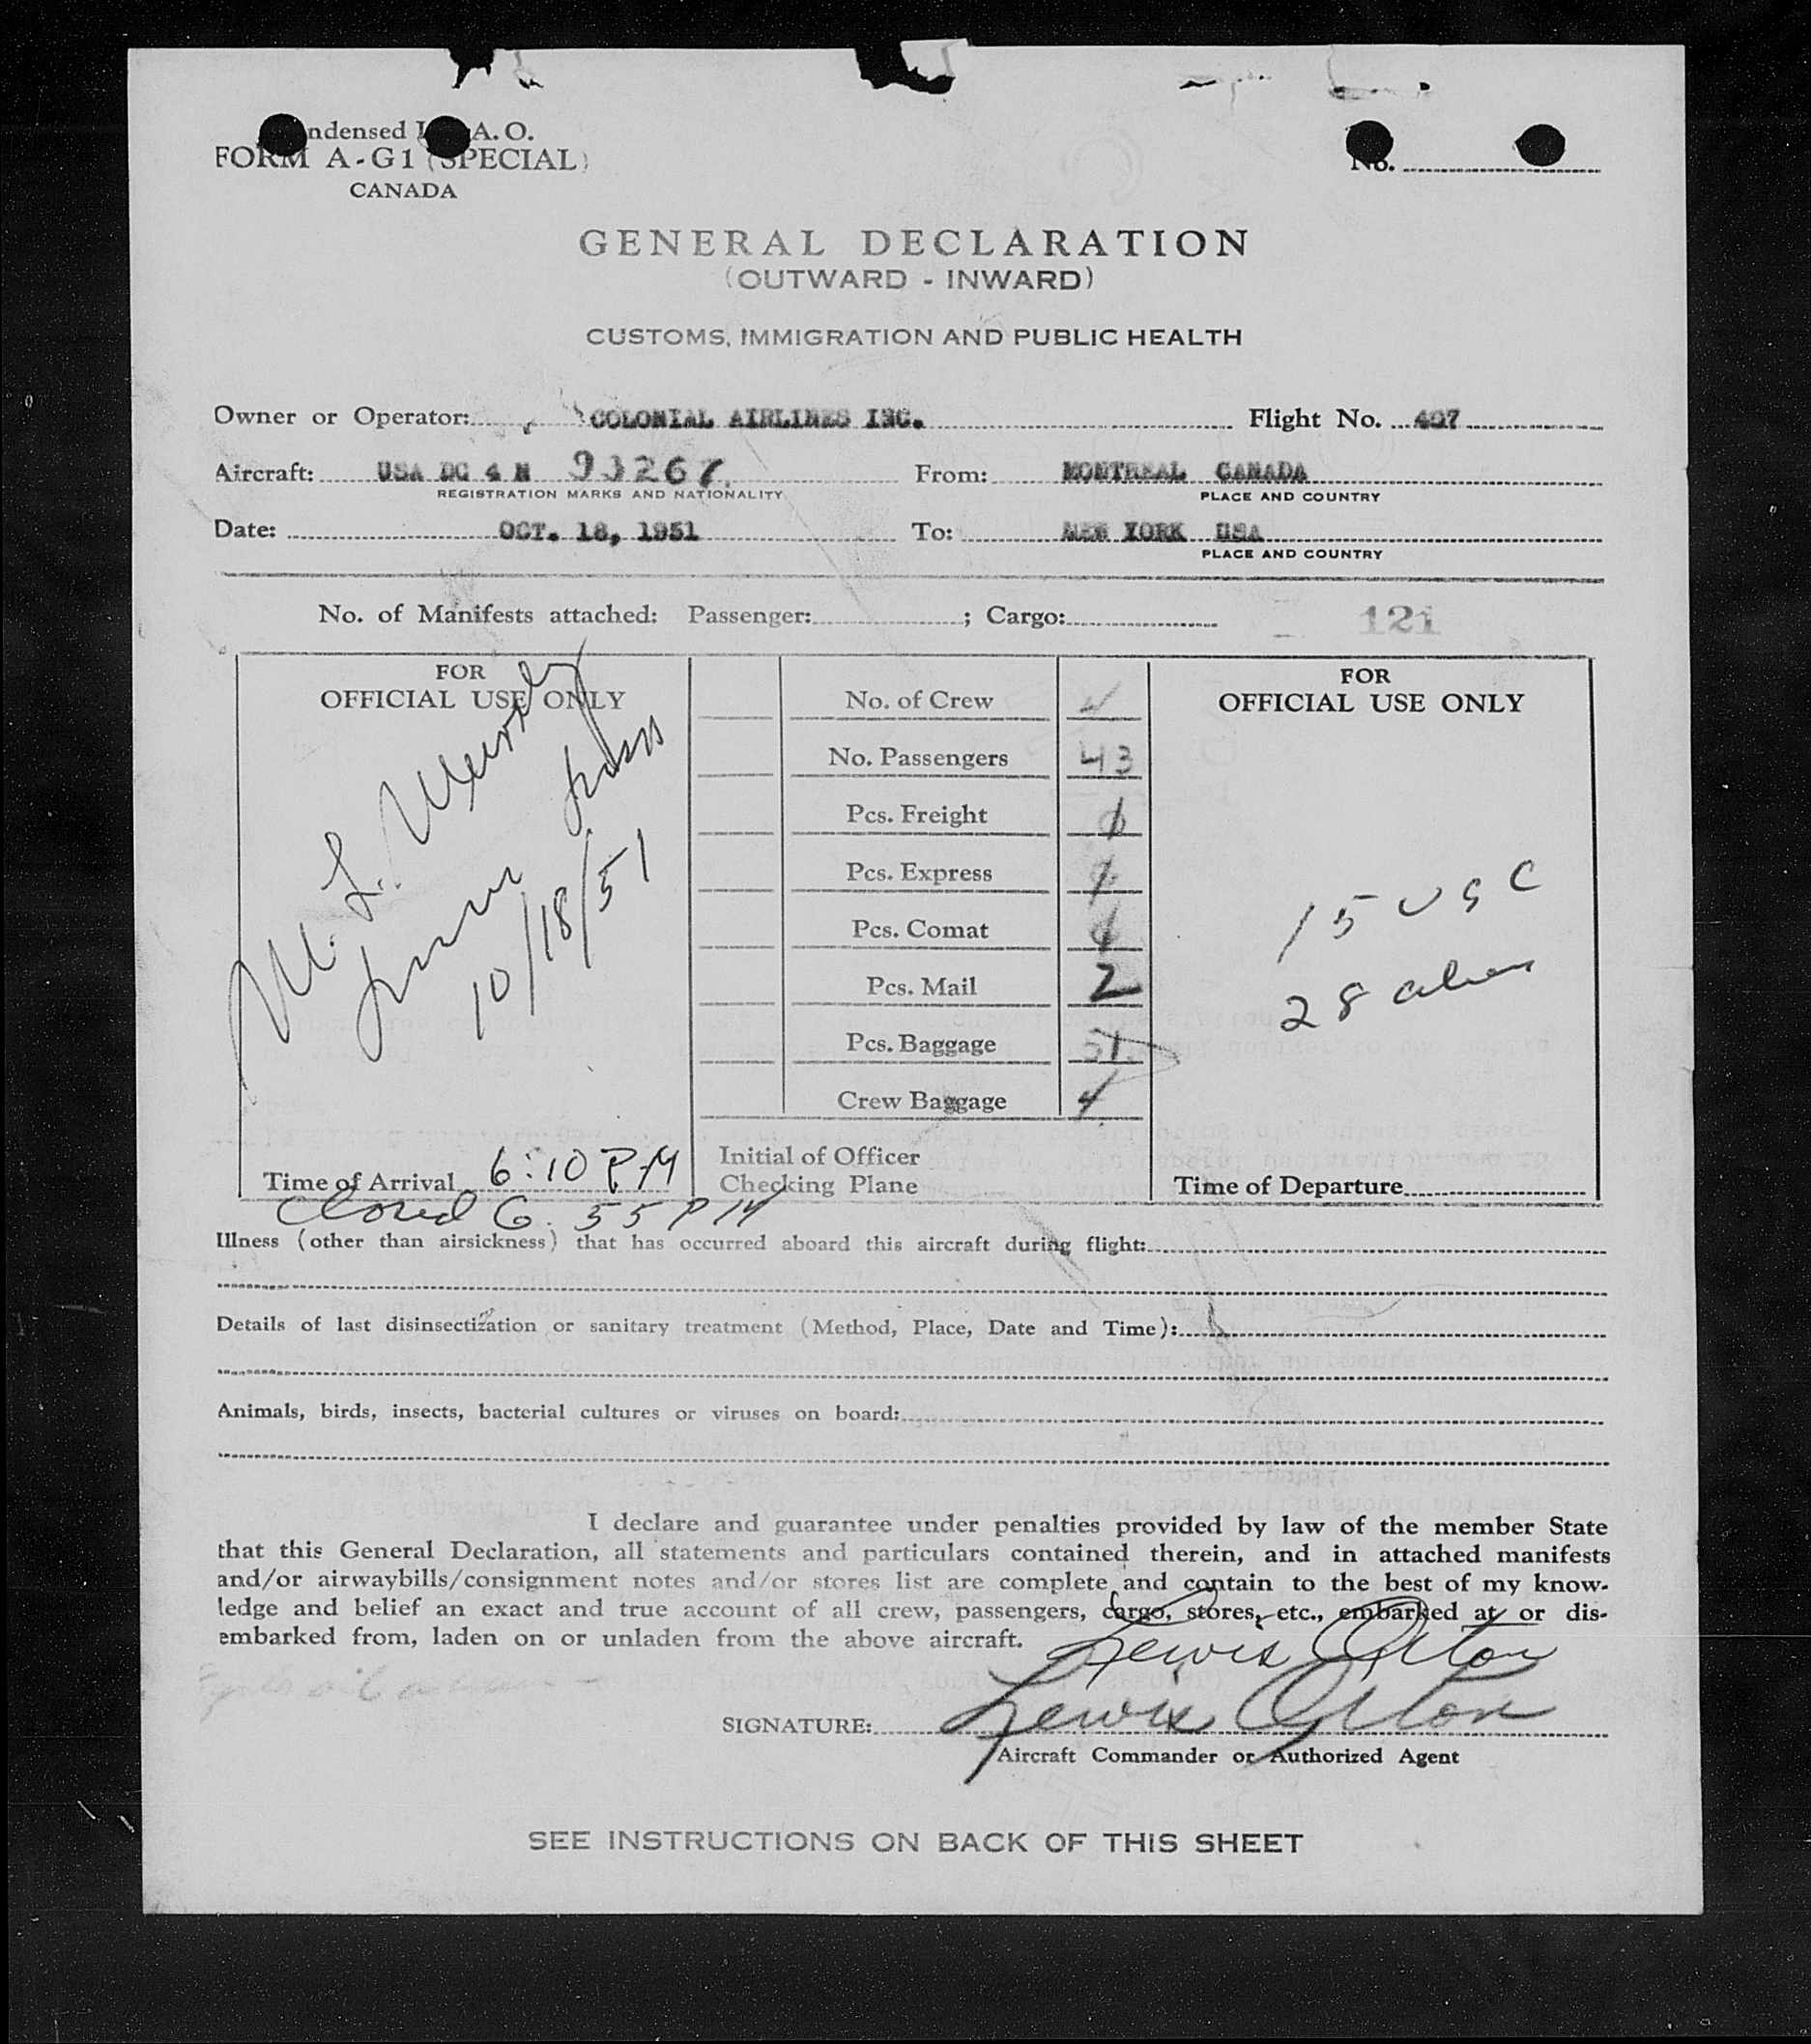 ndensed I A. O.
FORM A-G1 (SPECIAL)
CANADA
No.
GENERAL DECLARATION
(OUTWARD - INWARD)
CUSTOMS, IMMIGRATION AND PUBLIC HEALTH
Owner or Operator: COLONIAL AIRLINES INC. Flight No. 407
Aircraft: USA DC 4 N 93267. From: MONTREAL CANADA
REGISTRATION MARKS AND NATIONALITY PLACE AND COUNTRY
Date: OCT. 18, 1951 To: NEW YORK USA
PLACE AND COUNTRY
No. of Manifests attached: Passenger: ; Cargo: 121
FOR
OFFICIAL USE ONLY
M. L.
10/18/51
Time of Arrival 6:10 P.M
Closed 6.55 PM
No. of Crew 4
No. Passengers 43
Pcs. Freight
Pcs. Express
Pcs. Comat
Pcs. Mail 2
Pcs. Baggage 51
Crew Baggage 4
Initial of Officer
Checking Plane
FOR
OFFICIAL USE ONLY
15 USC
28 alien
Time of Departure
Illness (other than airsickness) that has occurred aboard this aircraft during flight:
Details of last disinsectization or sanitary treatment (Method, Place, Date and Time):
Animals, birds, insects, bacterial cultures or viruses on board:
I declare and guarantee under penalties provided by law of the member State
that this General Declaration, all statements and particulars contained therein, and in attached manifests
and/or airwaybills/consignment notes and/or stores list are complete and contain to the best of my know-
ledge and belief an exact and true account of all crew, passengers, cargo, stores, etc., embarked at or dis-
embarked from, laden on or unladen from the above aircraft.
Lewis Orton
SIGNATURE: Lewis Orton
Aircraft Commander or Authorized Agent
SEE INSTRUCTIONS ON BACK OF THIS SHEET